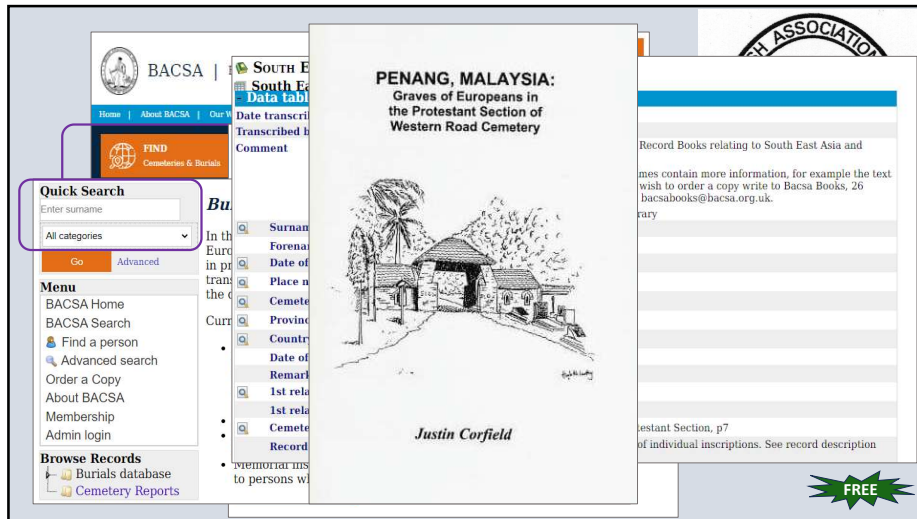 SH ASSOCIATIO
BACSA |
Home | About BACSA | Our W
FIND
Cemeteries & Burials
Quick Search
Enter surname
All categories
Go Advanced
Menu
BACSA Home
BACSA Search
Find a person
Advanced search
Order a Copy
About BACSA
Membership
Admin login
Browse Records
Burials database
Cemetery Reports
Bu
In th
Euro
in pr
trans
the c
Curr
Memorial ins
to persons wh
SOUTH E
South Ea
- Data tabl
Date transcri
Transcribed b
Comment
Surnam
Forenam
Date of
Place n
Cemete
Provinc
Country
Date of
Remark
1st rela
1st rela
Cemete
Record
PENANG, MALAYSIA:
Graves of Europeans in
the Protestant Section of
Western Road Cemetery
Justin Corfield
Record Books relating to South East Asia and
mes contain more information, for example the text
wish to order a copy write to Bacsa Books, 26
bacsabooks@bacsa.org.uk.
rary
testant Section, p7
of individual inscriptions. See record description
FREE